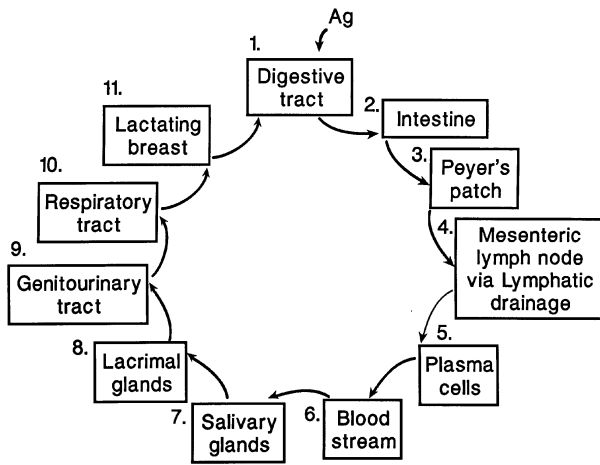 Ag
1.
Digestive
tract
2.
Intestine
3.
Peyer's
patch
4.
Mesenteric
lymph node
via Lymphatic
drainage
5.
Plasma
cells
6.
Blood
stream
7.
Salivary
glands
8.
Lacrimal
glands
9.
Genitourinary
tract
10.
Respiratory
tract
11.
Lactating
breast